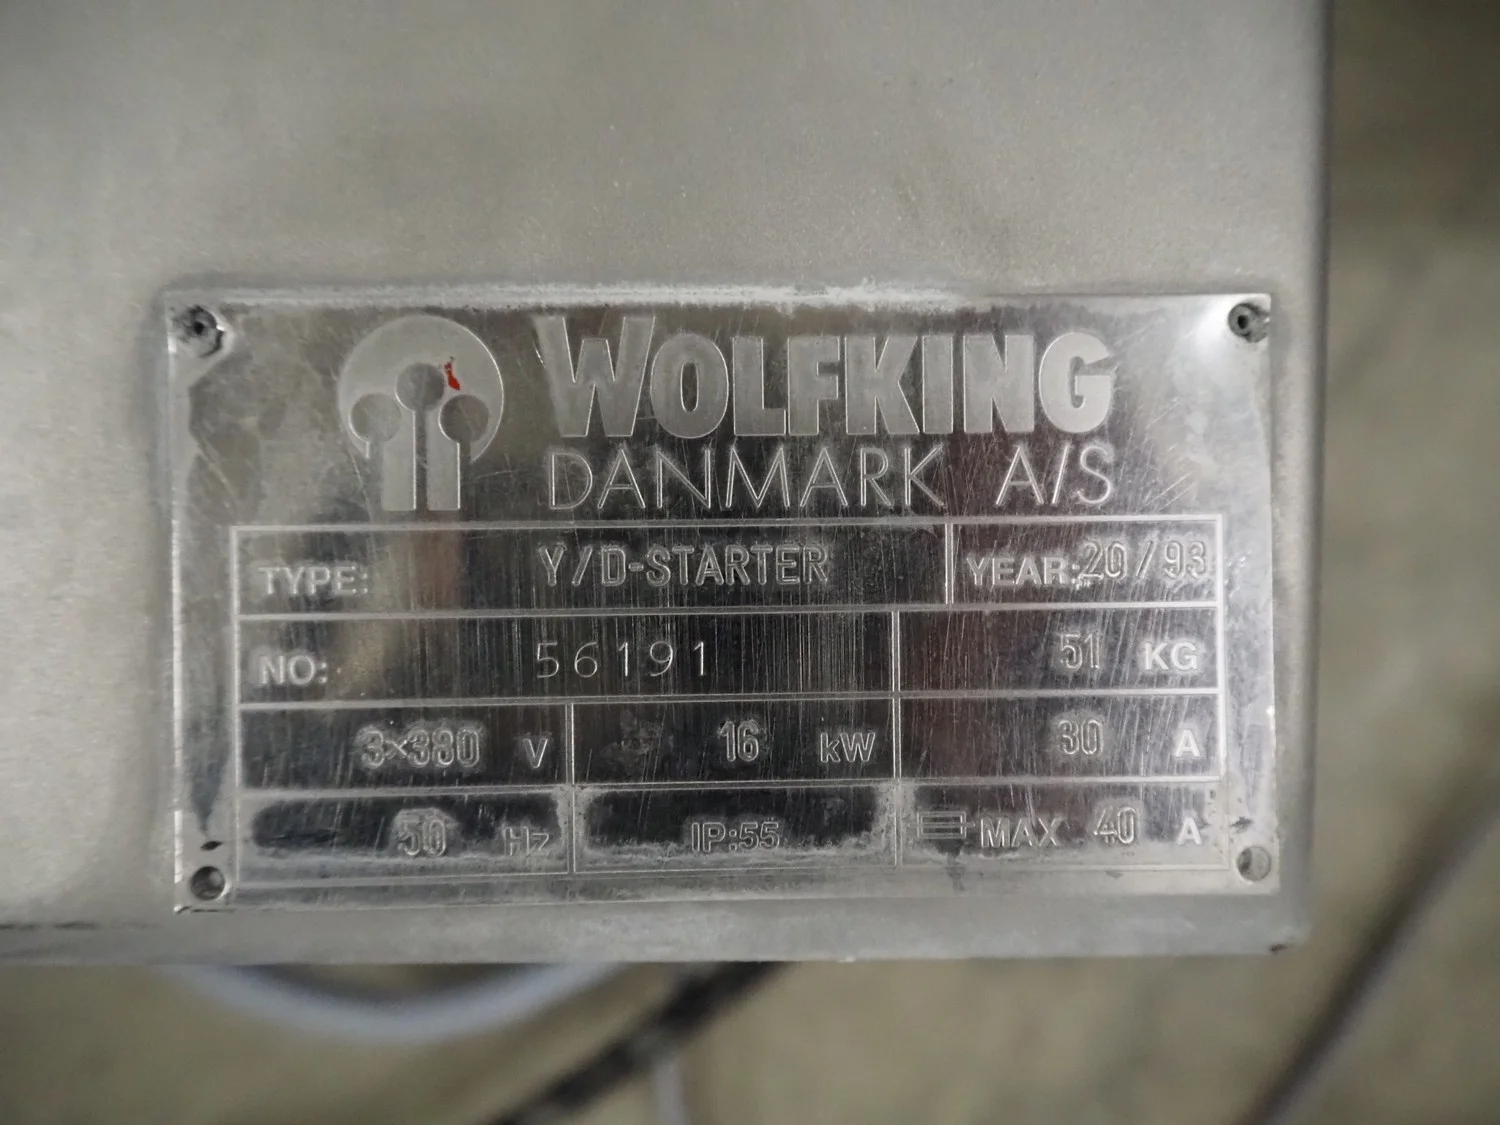 WOLFKING
DANMARK A/S
TYPE: Y/D-STARTER YEAR: 20/93
NO: 56191 51 KG
3×380 V 16 kW 30 A
50 Hz IP:55 MAX 40 A